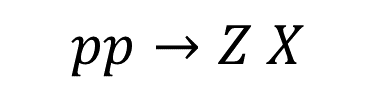 pp → Z X